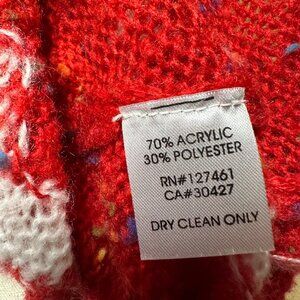 70% ACRYLIC
30% POLYESTER
RN#127461
CA#30427
DRY CLEAN ONLY